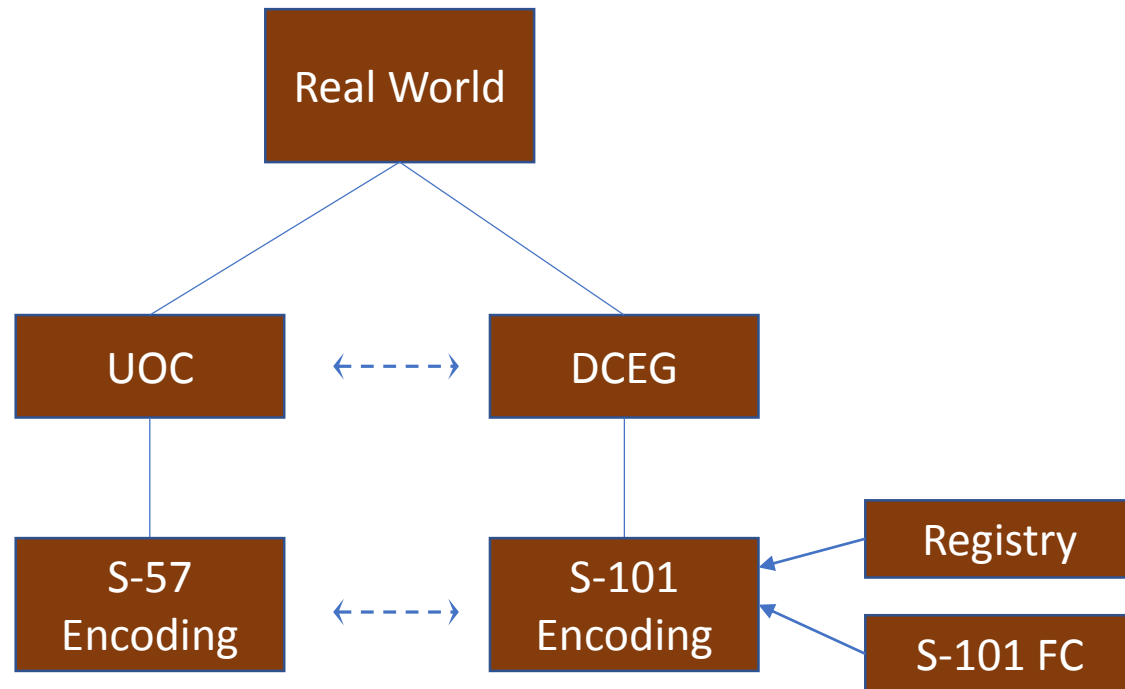 Real World
UOC
DCEG
S-57
Encoding
S-101
Encoding
Registry
S-101 FC